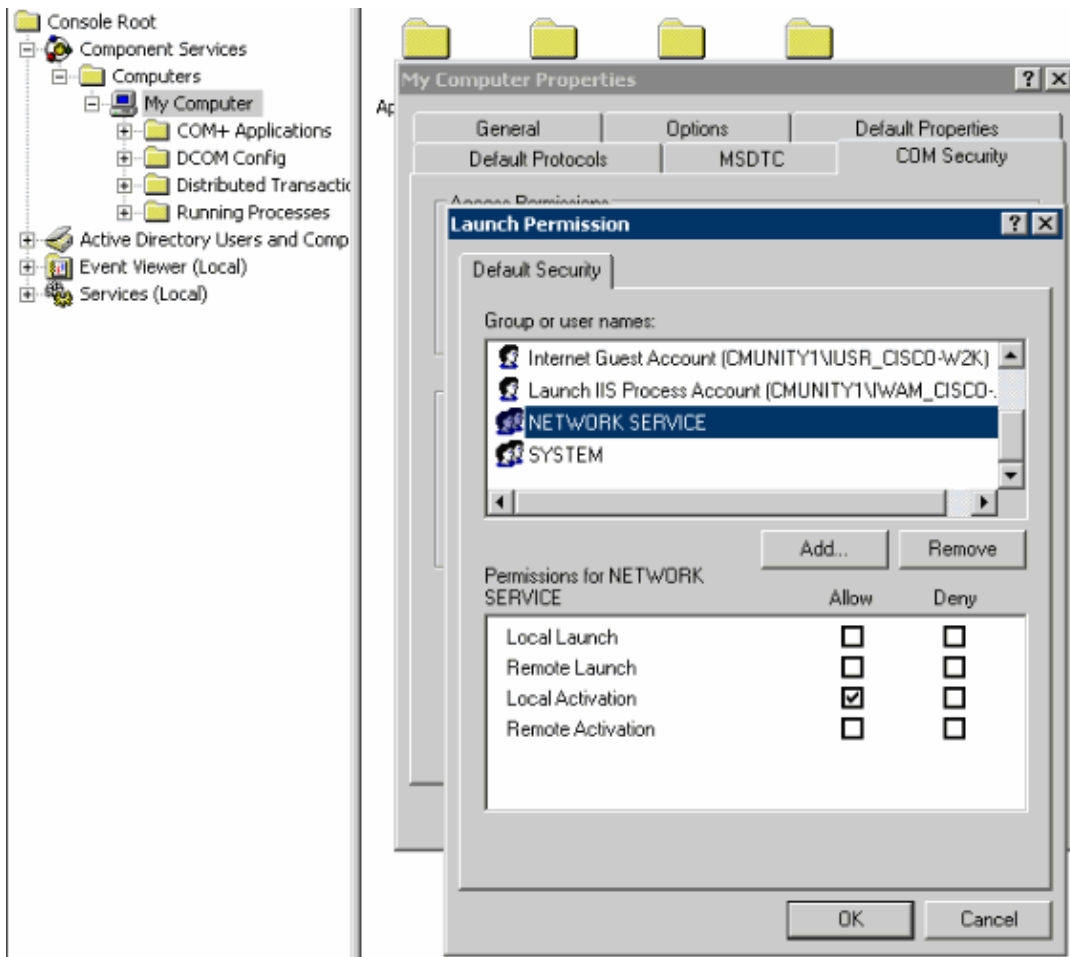 Console Root
Component Services
Computers
My Computer
COM+ Applications
DCOM Config
Distributed Transactic
Running Processes
Active Directory Users and Comp
Event Viewer (Local)
Services (Local)
Ap
My Computer Properties
General
Options
Default Properties
Default Protocols
MSDTC
COM Security
Access Permissions
Launch Permission
Default Security
Group or user names:
Internet Guest Account (CMUNITY1\IUSR_CISCO-W2K)
Launch IIS Process Account (CMUNITY1\IWAM_CISCO-.
NETWORK SERVICE
SYSTEM
Add...
Remove
Permissions for NETWORK
SERVICE
Allow
Deny
Local Launch
Remote Launch
Local Activation
Remote Activation
OK
Cancel